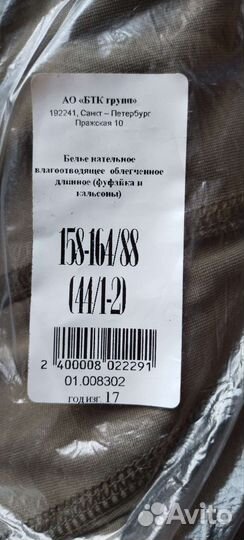 АО «БТК групп»
192241, Санкт – Петербург
Пражская 10
Белье нательное
влагоотводящее облегченное
длинное (фуфайка и
кальсоны)
158-164/88
(44/1-2)
2 400008 022291
01.008302
год изг. 17
Avito